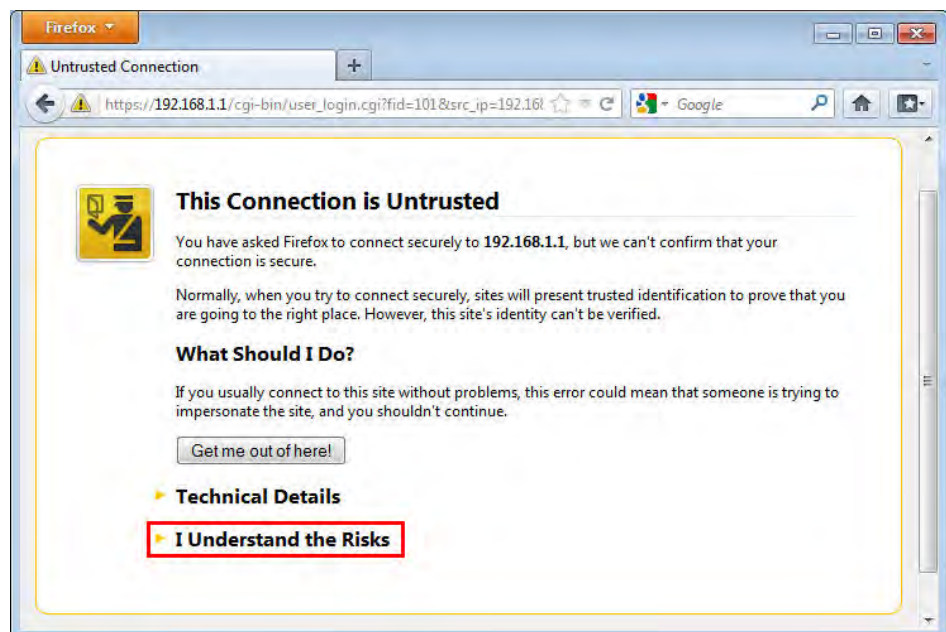 Firefox
Untrusted Connection
https://192.168.1.1/cgi-bin/user_login.cgi?fid=101&src_ip=192.16
Google
This Connection is Untrusted
You have asked Firefox to connect securely to 192.168.1.1, but we can't confirm that your
connection is secure.
Normally, when you try to connect securely, sites will present trusted identification to prove that you
are going to the right place. However, this site's identity can't be verified.
What Should I Do?
If you usually connect to this site without problems, this error could mean that someone is trying to
impersonate the site, and you shouldn't continue.
Get me out of here!
Technical Details
I Understand the Risks